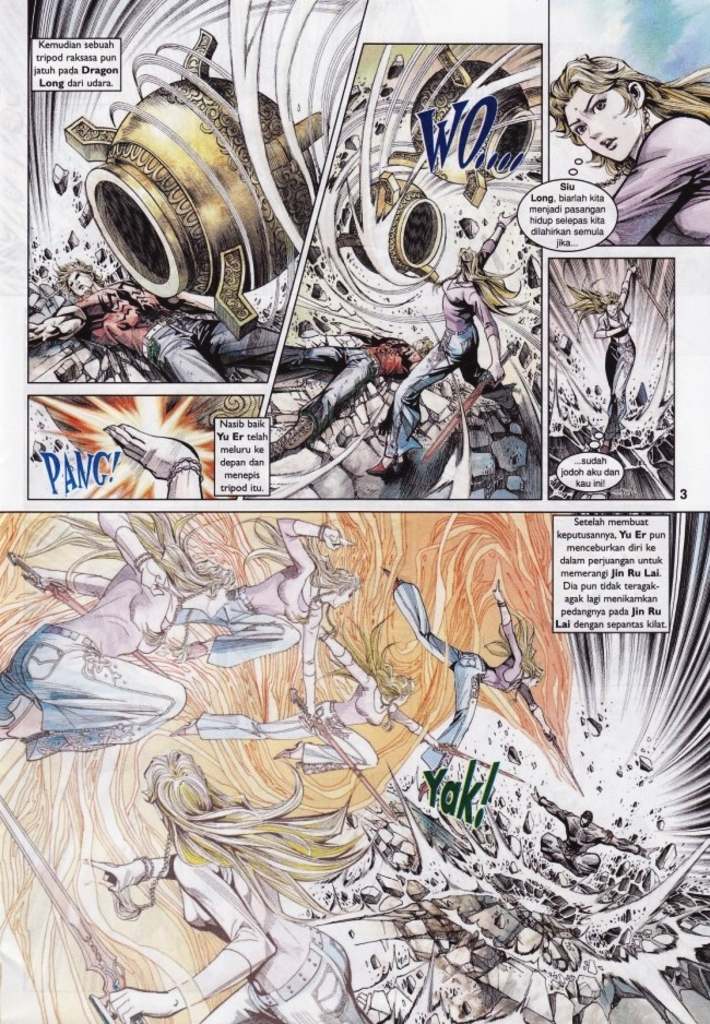 Kemudian sebuah
tripod raksasa pun
jatuh pada Dragon
Long dari udara.
WO.....
Siu
Long, biarlah kita
menjadi pasangan
hidup selepas kita
dilahirkan semula
jika...
PANG!
Nasib baik
Yu Er telah
meluru ke
depan dan
menepis
tripod itu.
...sudah
jodoh aku dan
kau ini!
3
Setelah membuat
keputusannya, Yu Er pun
menceburkan diri ke
dalam perjuangan untuk
memerangi Jin Ru Lai.
Dia pun tidak teragak-
agak lagi menikamkan
pedangnya pada Jin Ru
Lai dengan sepantas kilat.
Yak!